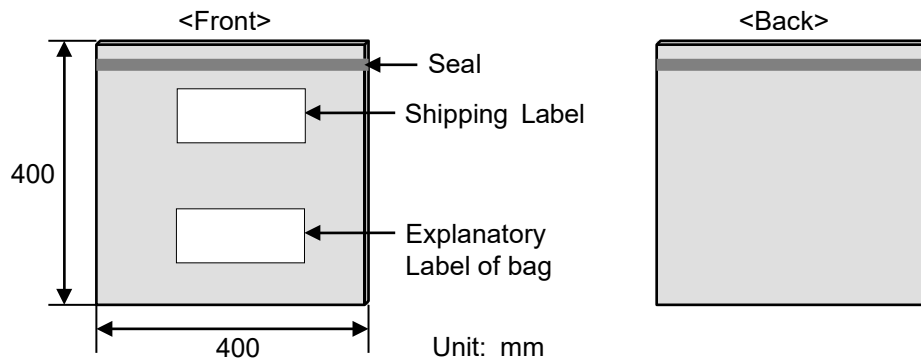 <Front>
<Back>
Seal
Shipping Label
400
Explanatory
Label of bag
400
Unit: mm